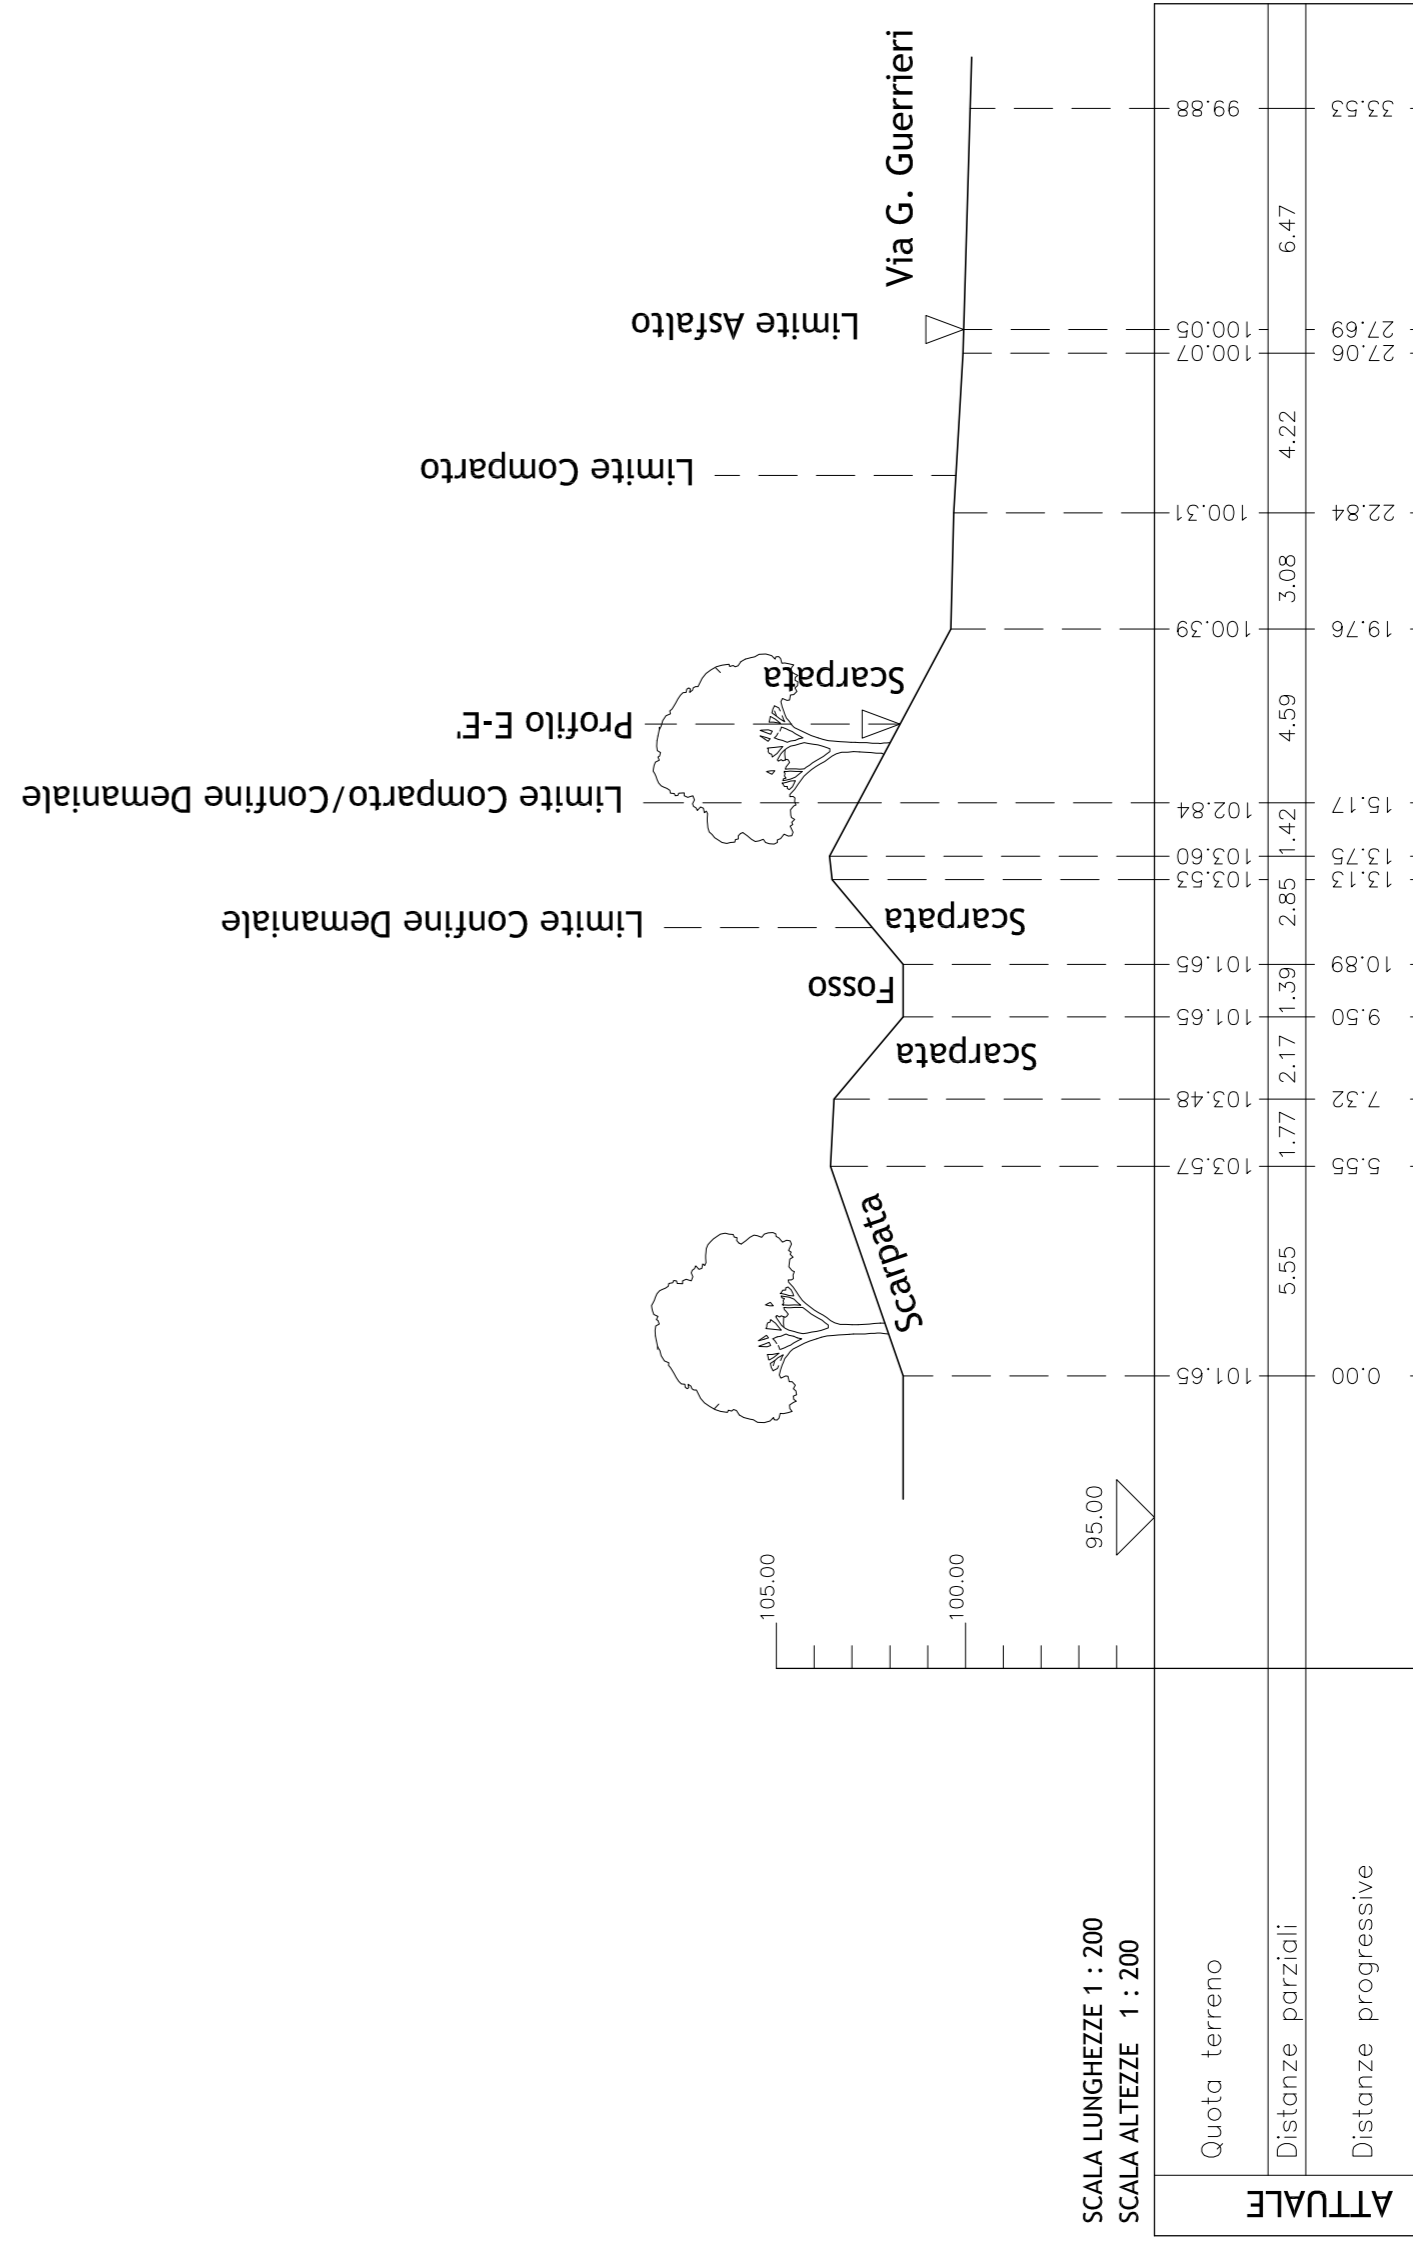 Limite Comparto/Confine Demaniale
Limite Confine Demaniale
Profilo E-E'
Limite Comparto
Limite Asfalto
Via G. Guerrieri
Scarpata
Scarpata
Fosso
Scarpata
Scarpata
105.00
100.00
95.00
SCALA LUNGHEZZE 1 : 200
SCALA ALTEZZE 1 : 200
ATTUALE
Quota terreno
101.65
103.57
103.48
101.65
101.65
103.53
103.60
102.84
100.39
100.31
100.07
100.05
99.88
Distanze parziali
5.55
1.77
2.17
1.39
2.85
1.42
4.59
3.08
4.22
6.47
Distanze progressive
0.00
5.55
7.32
9.50
10.89
13.13
13.75
15.17
19.76
22.84
27.06
27.69
33.53